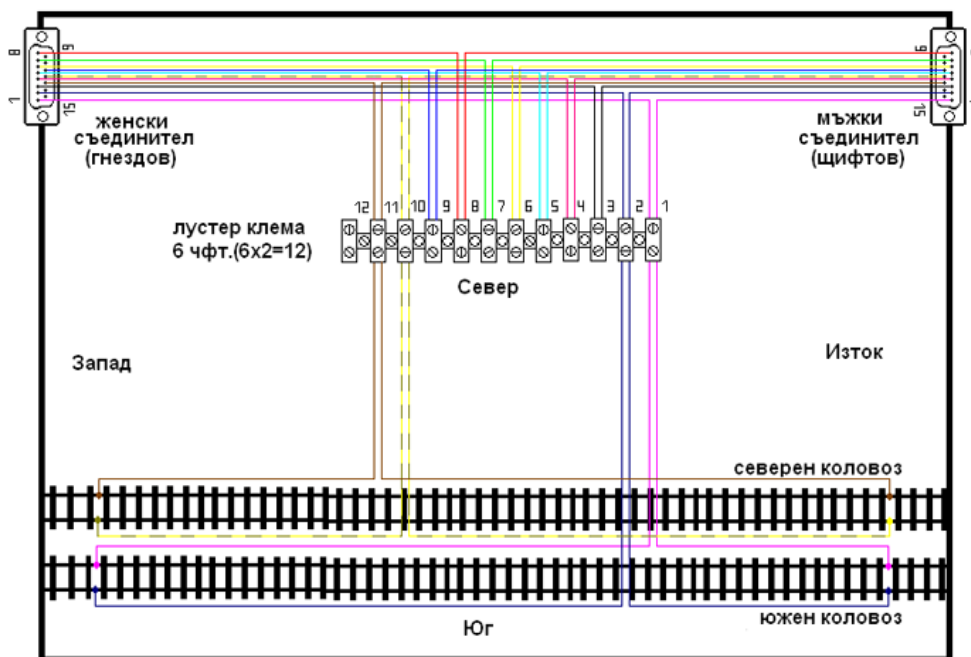 8
9
1
15
женски
съединител
(гнездов)
9
15
мъжки
съединител
(щифтов)
12 11 10 9 8 7 6 5 4 3 2 1
лустер клема
6 чфт.(6x2=12)
Север
Запад
Изток
северен коловоз
южен коловоз
Юг